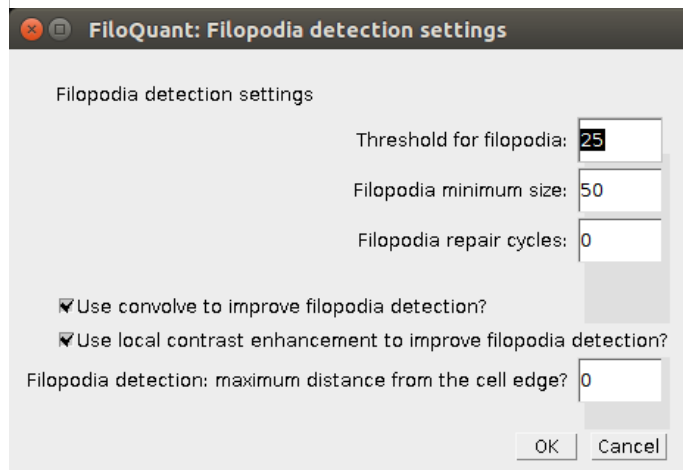 FiloQuant: Filopodia detection settings
Filopodia detection settings
Threshold for filopodia: 25
Filopodia minimum size: 50
Filopodia repair cycles: 0
Use convolve to improve filopodia detection?
Use local contrast enhancement to improve filopodia detection?
Filopodia detection: maximum distance from the cell edge? 0
OK Cancel